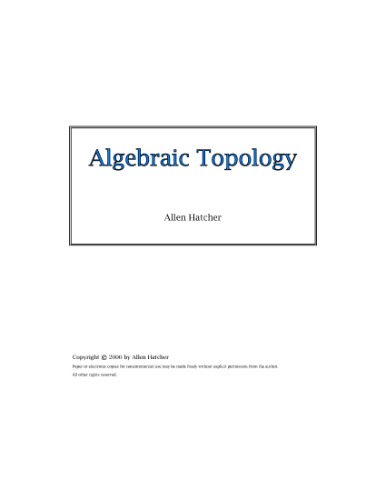 Algebraic Topology
Allen Hatcher
Copyright © 2000 by Allen Hatcher
Paper or electronic copies for noncommercial use may be made freely without explicit permission from the author.
All other rights reserved.